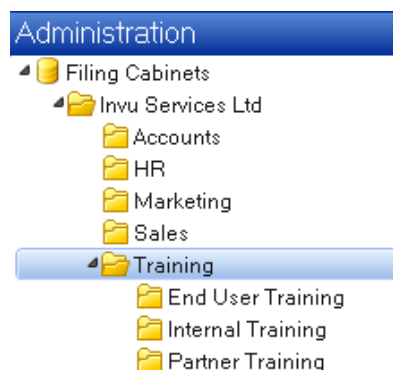 Administration
Filing Cabinets
Invu Services Ltd
Accounts
HR
Marketing
Sales
Training
End User Training
Internal Training
Partner Training